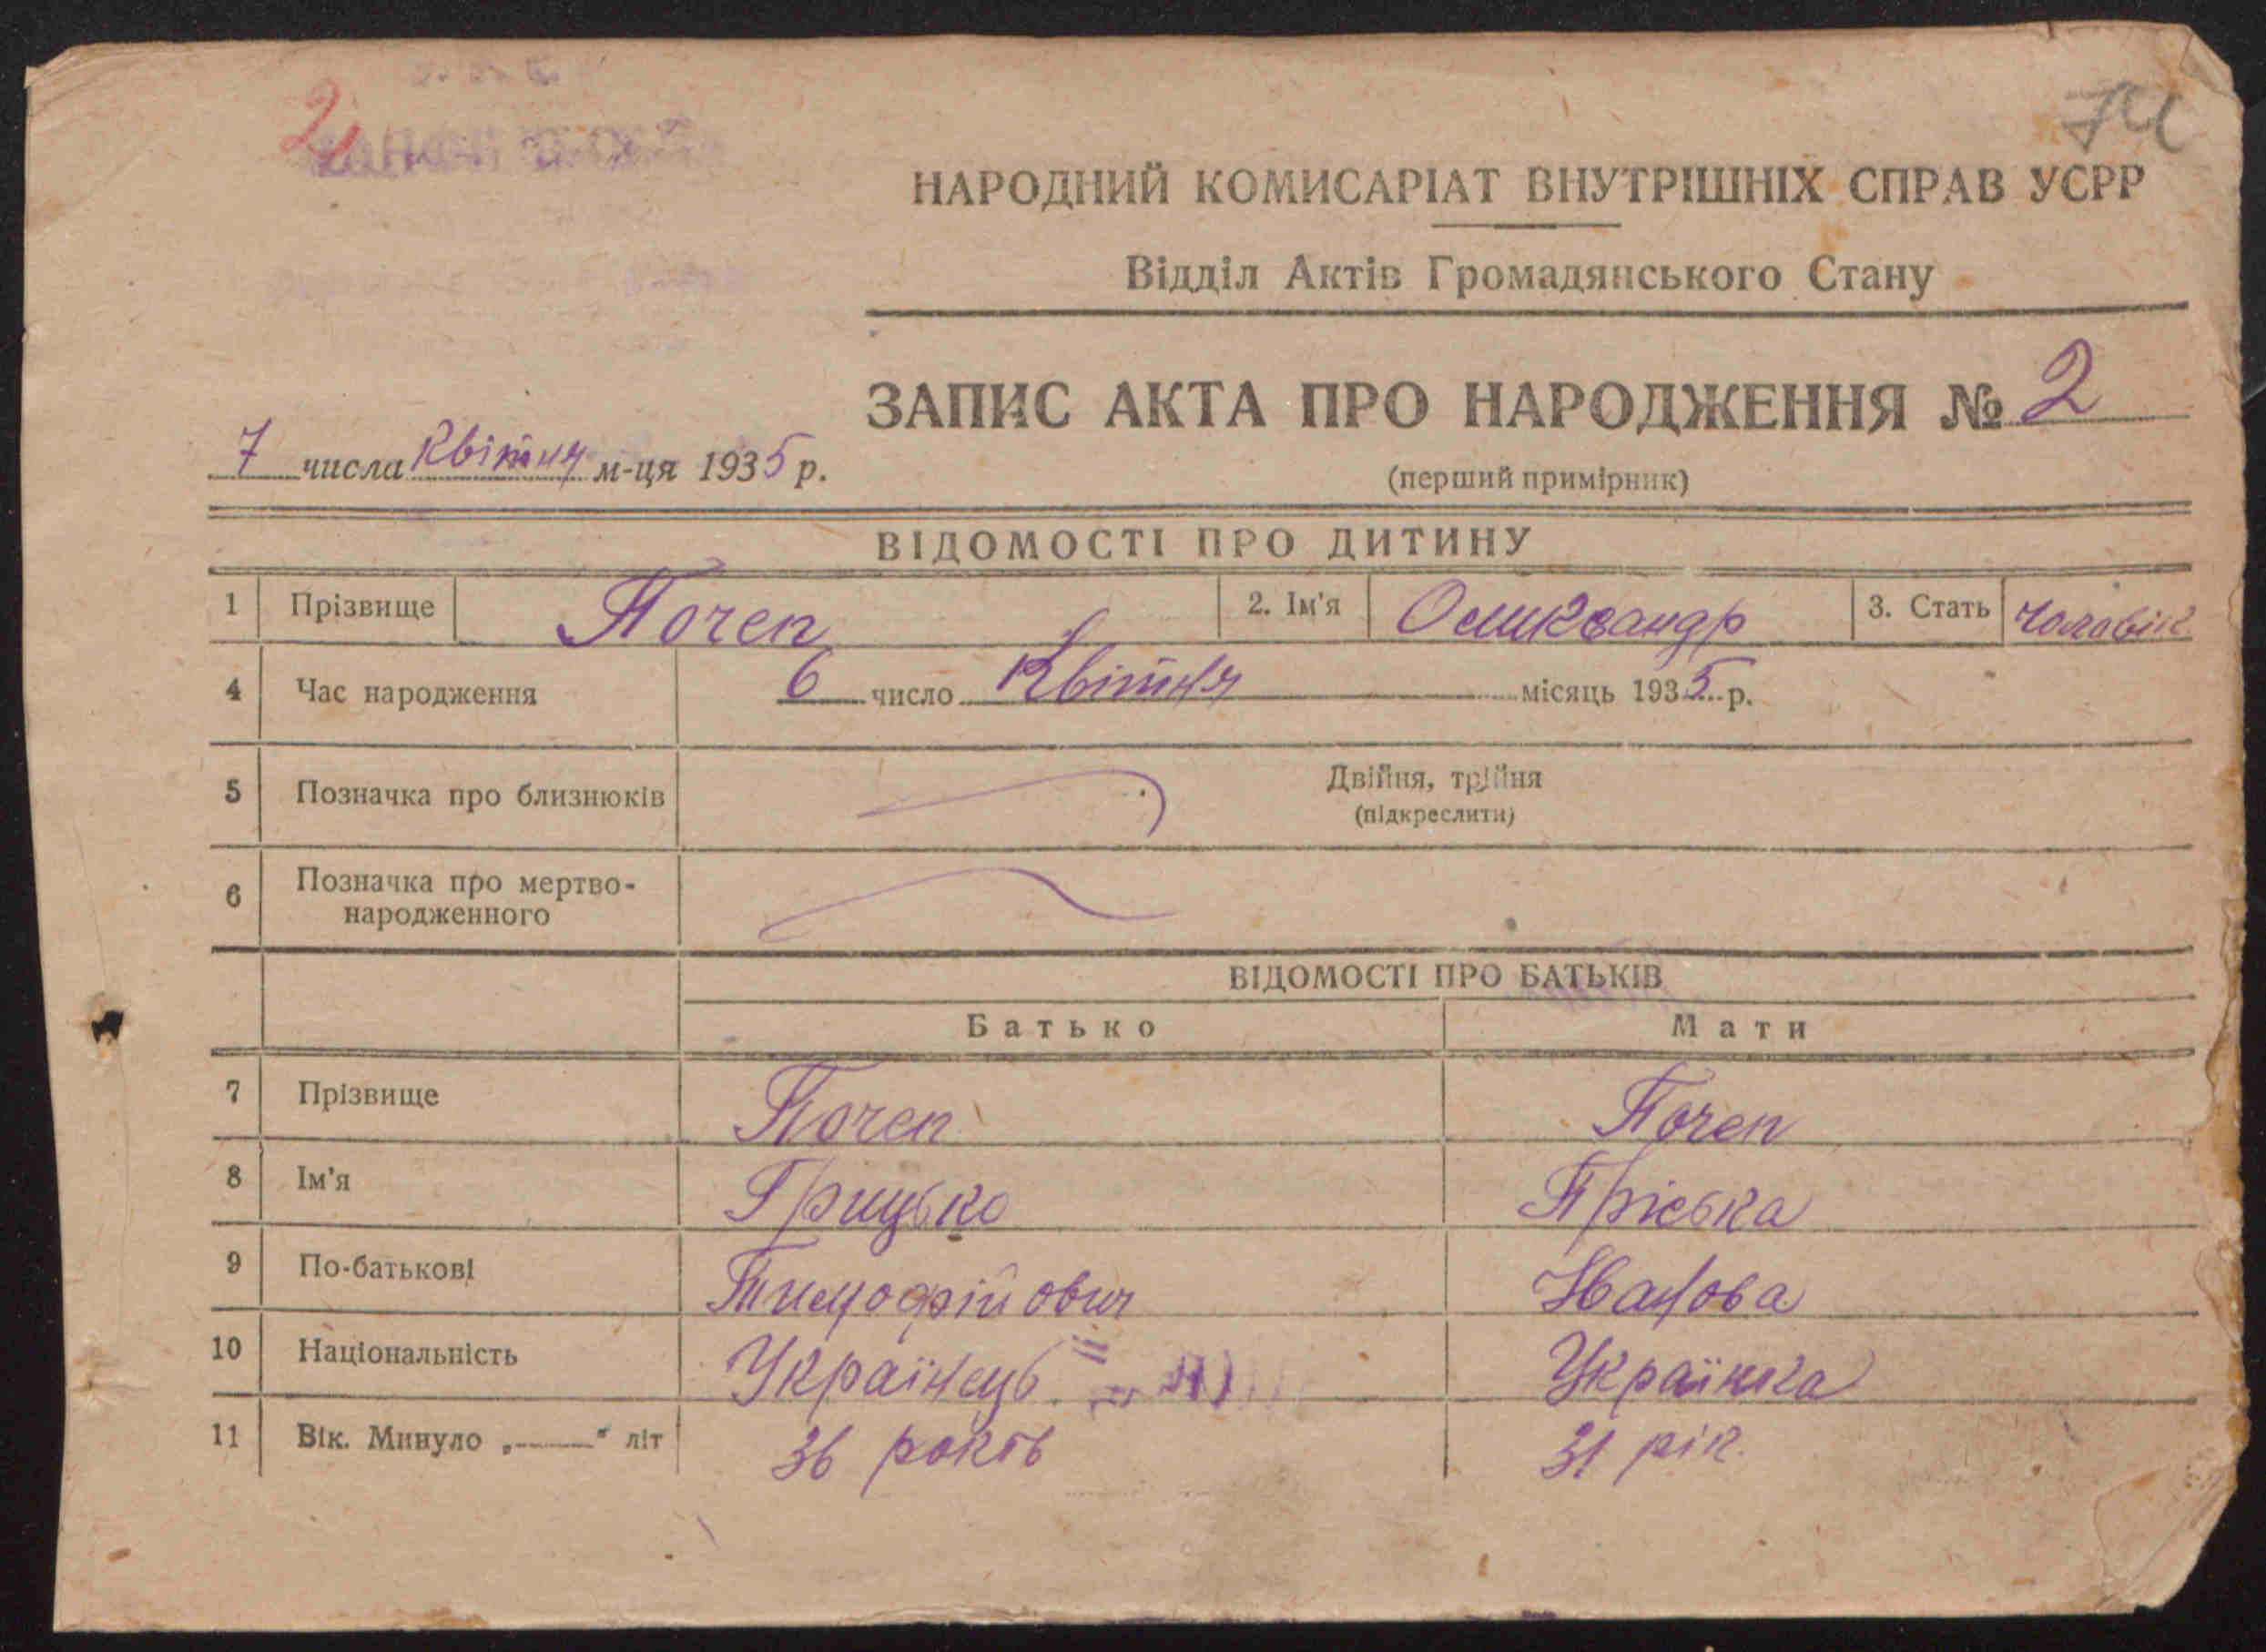 2
74
НАРОДНИЙ КОМИСАРІАТ ВНУТРІШНІХ СПРАВ УСРР
Відділ Актів Громадянського Стану
ЗАПИС АКТА ПРО НАРОДЖЕННЯ № 2
7 числа Квітня м-ця 1935 р.
(перший примірник)
ВІДОМОСТІ ПРО ДИТИНУ
1 Прізвище Почеп 2. Ім'я Оликсандр 3. Стать Чоловік
4 Час народження 6 число Квітня місяць 1935 р.
5 Позначка про близнюків Двійня, трійня
(підкреслити)
6 Позначка про мертво-
народженного
ВІДОМОСТІ ПРО БАТЬКІВ
Батько Мати
7 Прізвище Почеп Почеп
8 Ім'я Грицько Пріська
9 По-батькові Тимофійович
10 Національність Українець Українка
11 Вік. Минуло „——" літ 36 років 31 рік.